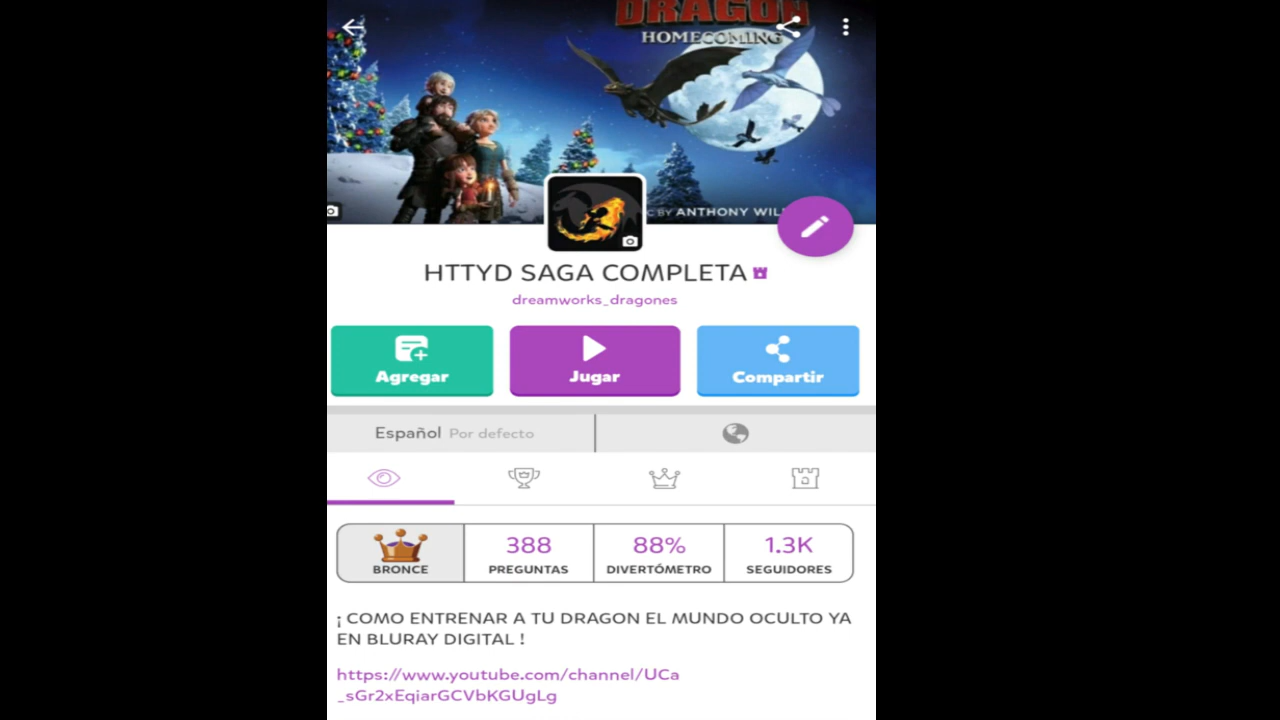 DRAGON
HOMECOMING
BY ANTHONY WIL
HTTYD SAGA COMPLETA
dreamworks_dragones
Agregar
Jugar
Compartir
Español Por defecto
BRONCE
388
PREGUNTAS
88%
DIVERTÓMETRO
1.3K
SEGUIDORES
¡ COMO ENTRENAR A TU DRAGON EL MUNDO OCULTO YA
EN BLURAY DIGITAL !
https://www.youtube.com/channel/UCa
_sGr2xEqiarGCVbKGUgLg